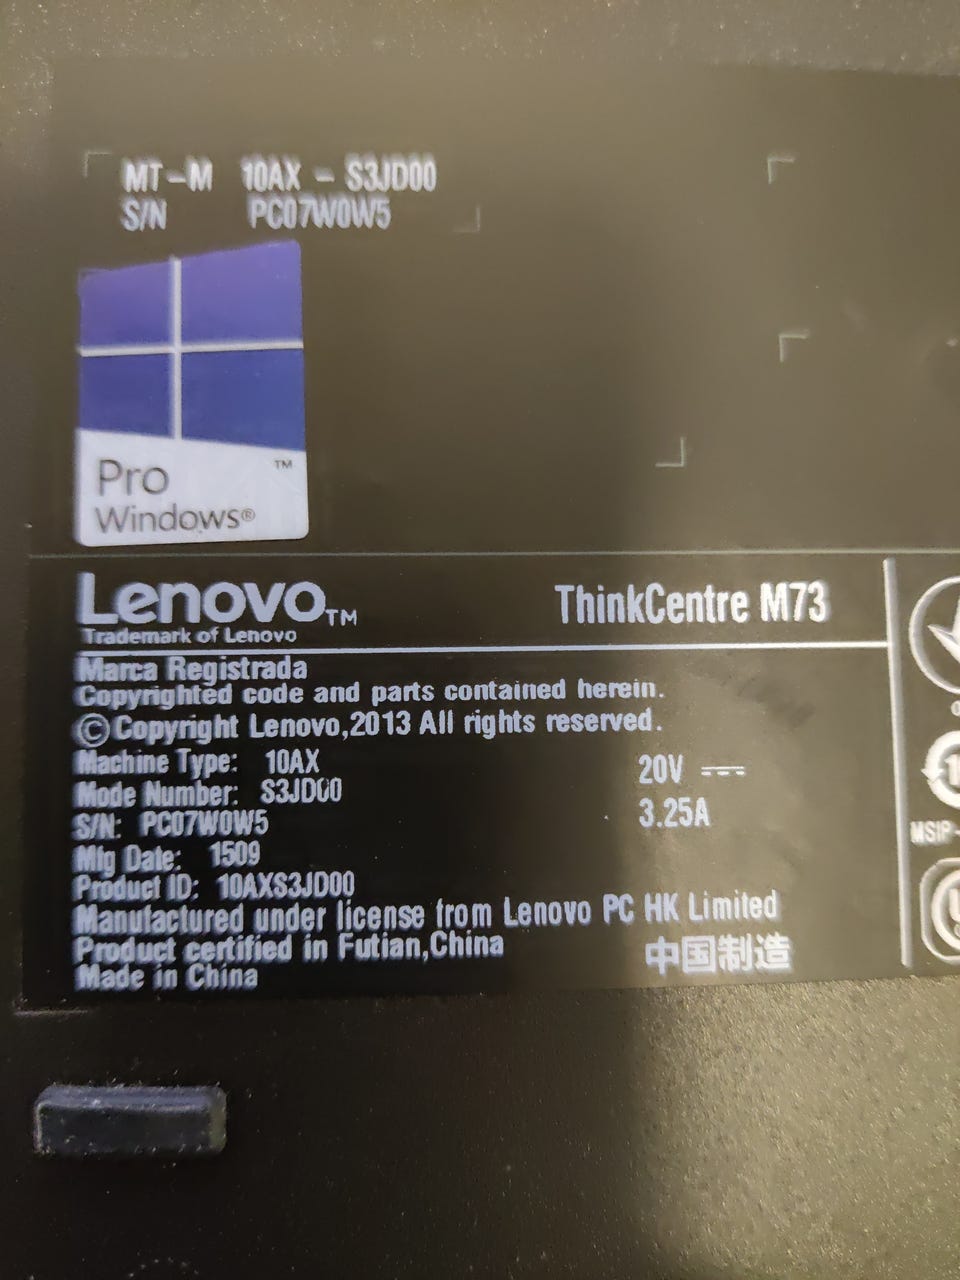 MT-M 10AX - S3JD00
S/N PC07W0W5
Pro ™
Windows®
Lenovo™
ThinkCentre M73
Trademark of Lenovo
Marca Registrada
Copyrighted code and parts contained herein.
©Copyright Lenovo,2013 All rights reserved.
Machine Type: 10AX
20V ⎓
Mode Number: S3JD00
3.25A
S/N: PC07W0W5
Mfg Date: 1509
Product ID: 10AXS3JD00
Manufactured under license from Lenovo PC HK Limited
Product certified in Futian,China
中国制造
Made in China
MSIP-